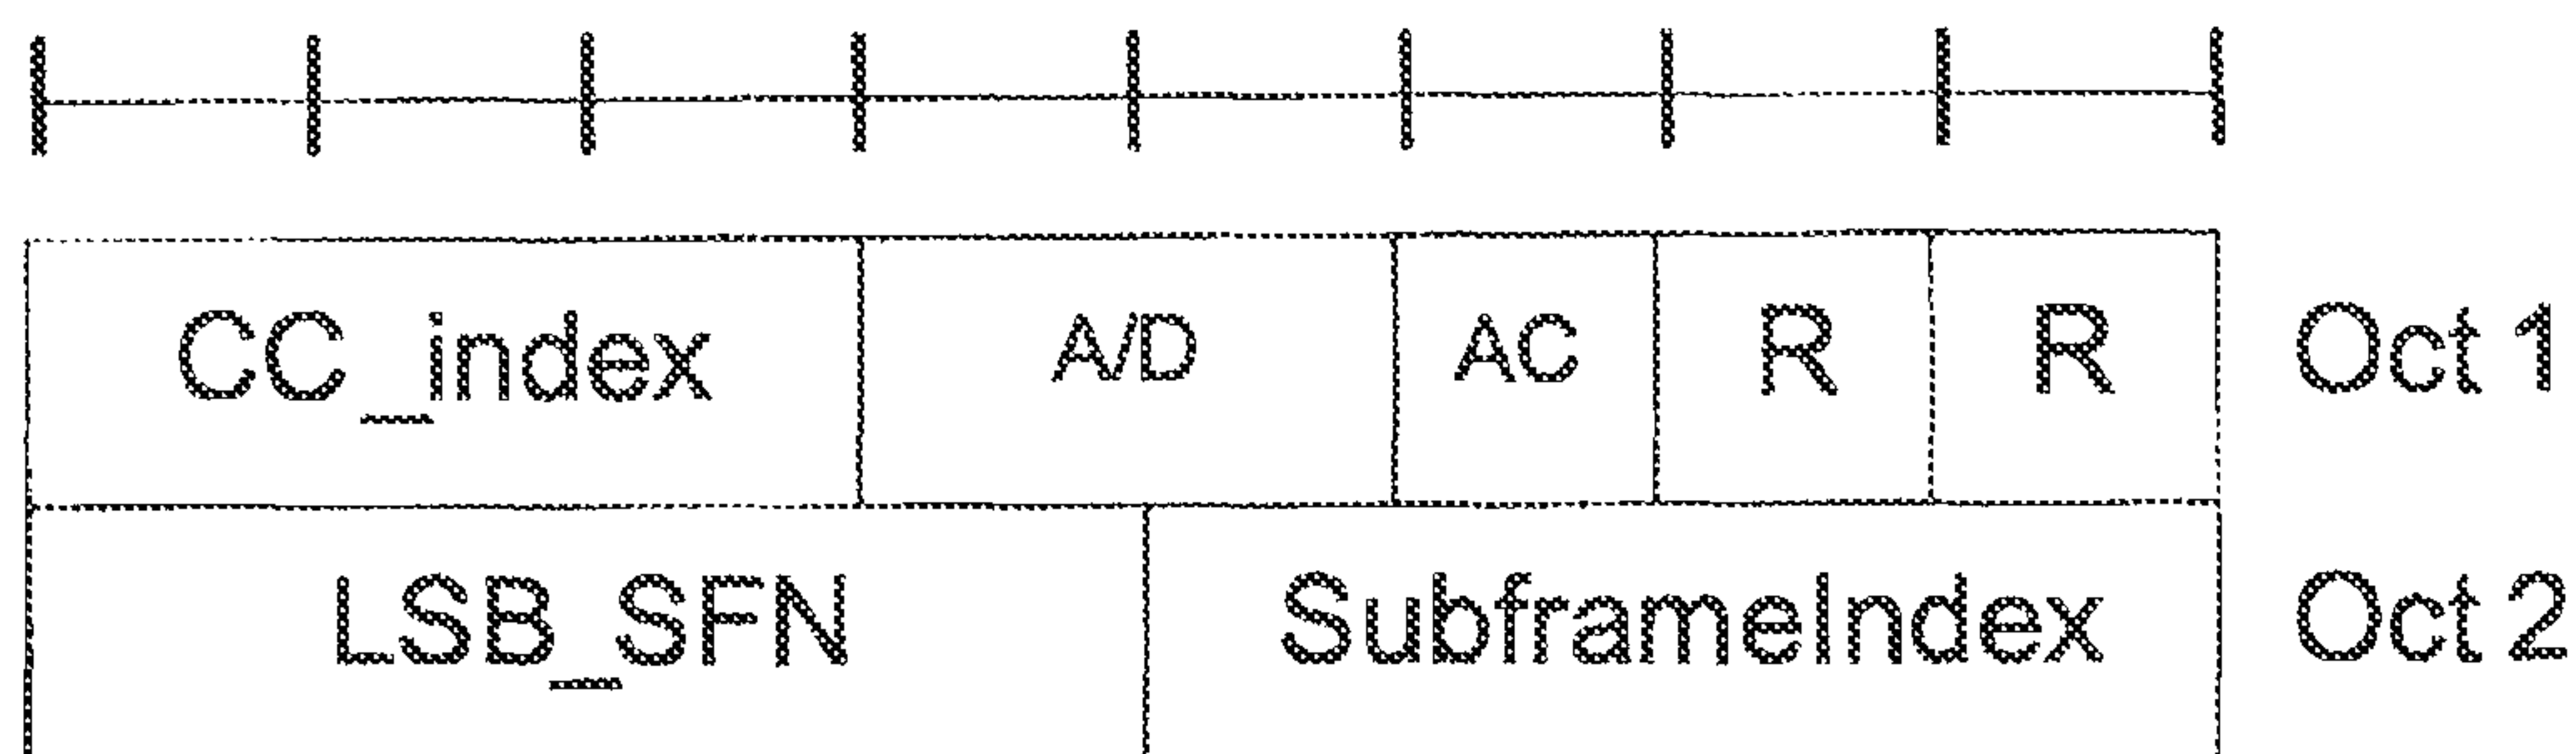 CC_index A/D AC R R Oct 1
LSB_SFN SubframeIndex Oct 2